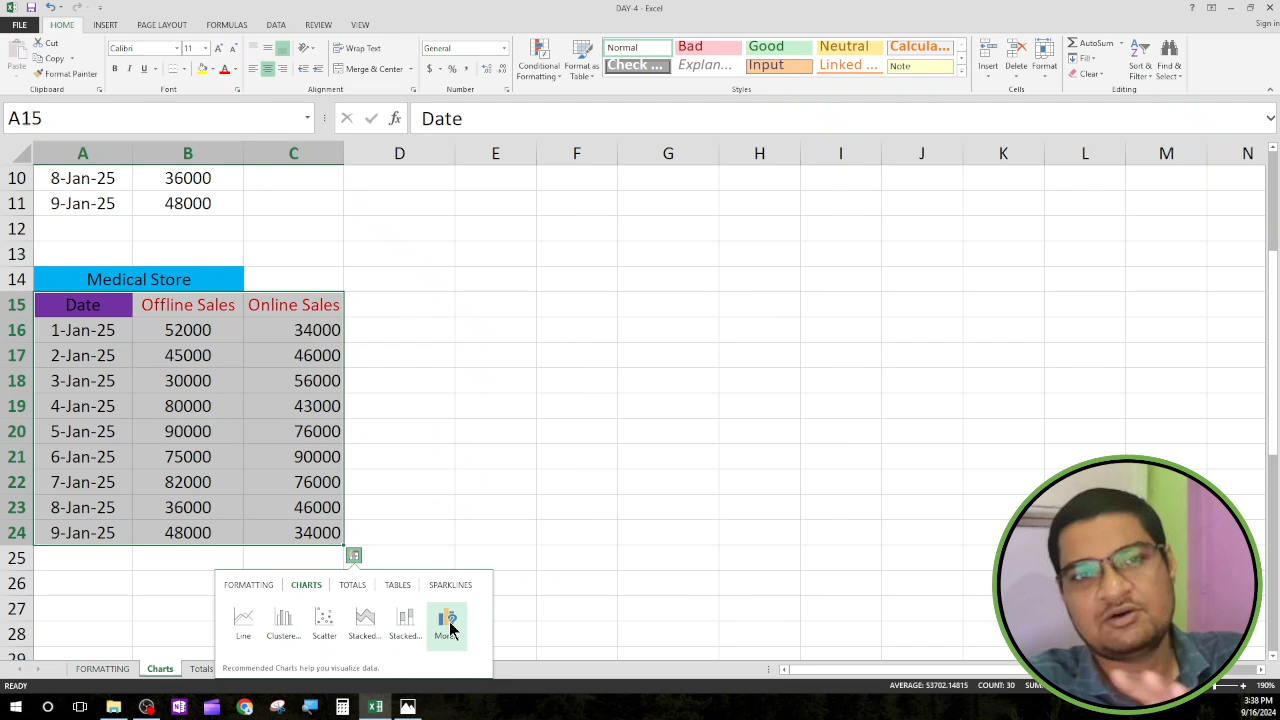 DAY-4 - Excel
Sign in
FILE HOME INSERT PAGE LAYOUT FORMULAS DATA REVIEW VIEW
Paste
Cut
Copy
Format Painter
Clipboard
Calibri 11
B I U
Font
Wrap Text
Merge & Center
Alignment
General
Number
Conditional Formatting
Format as Table
Normal Bad Good Neutral Calcula...
Check ... Explan... Input Linked ... Note
Styles
Insert Delete Format
Cells
AutoSum
Fill
Clear
Sort & Filter
Find & Select
Editing
A15 fx Date
A B C D E F G H I J K L M N
10 8-Jan-25 36000
11 9-Jan-25 48000
12
13
14 Medical Store
15 Date Offline Sales Online Sales
16 1-Jan-25 52000 34000
17 2-Jan-25 45000 46000
18 3-Jan-25 30000 56000
19 4-Jan-25 80000 43000
20 5-Jan-25 90000 76000
21 6-Jan-25 75000 90000
22 7-Jan-25 82000 76000
23 8-Jan-25 36000 46000
24 9-Jan-25 48000 34000
25
26
27
28
29
FORMATTING CHARTS TOTALS TABLES SPARKLINES
Line Clustere... Scatter Stacked... Stacked...
Recommended Charts help you visualize data.
FORMATTING Charts Totals
READY AVERAGE: 53702.14815 COUNT: 30 190%
3:38 PM
9/16/2024